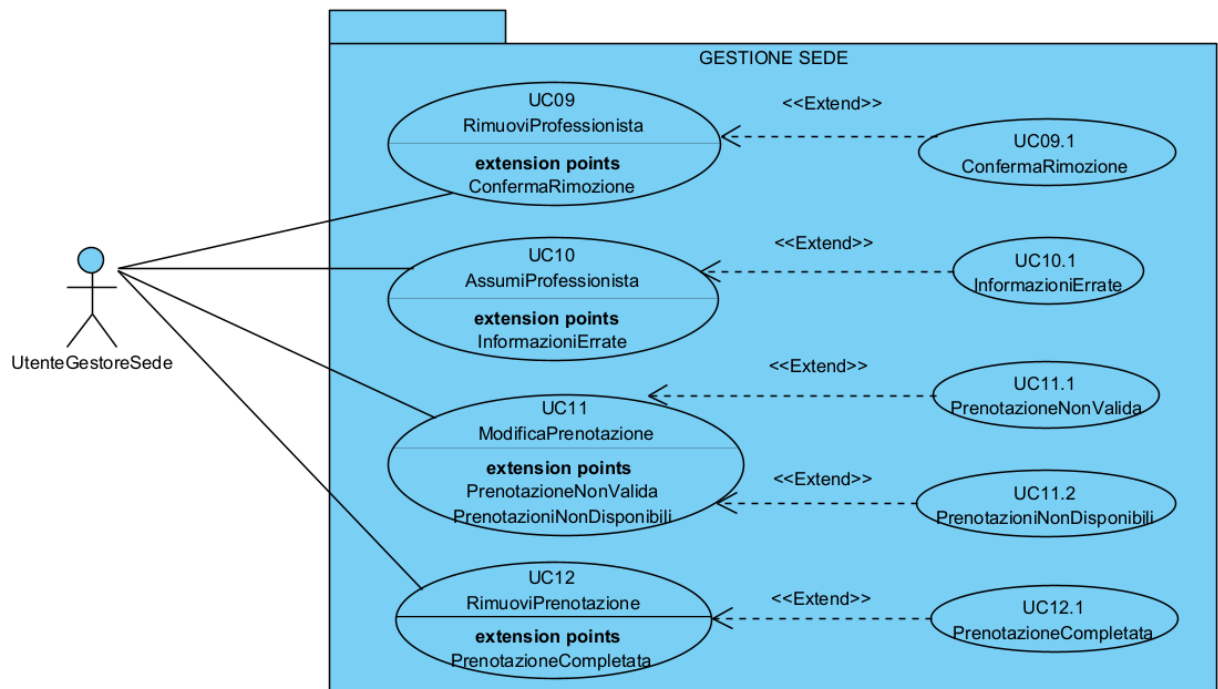 GESTIONE SEDE
UC09
RimuoviProfessionista
extension points
ConfermaRimozione
<<Extend>>
UC09.1
ConfermaRimozione
UtenteGestoreSede
UC10
AssumiProfessionista
extension points
InformazioniErrate
<<Extend>>
UC10.1
InformazioniErrate
UC11
ModificaPrenotazione
extension points
PrenotazioneNonValida
PrenotazioniNonDisponibili
<<Extend>>
UC11.1
PrenotazioneNonValida
<<Extend>>
UC11.2
PrenotazioniNonDisponibili
UC12
RimuoviPrenotazione
extension points
PrenotazioneCompletata
<<Extend>>
UC12.1
PrenotazioneCompletata